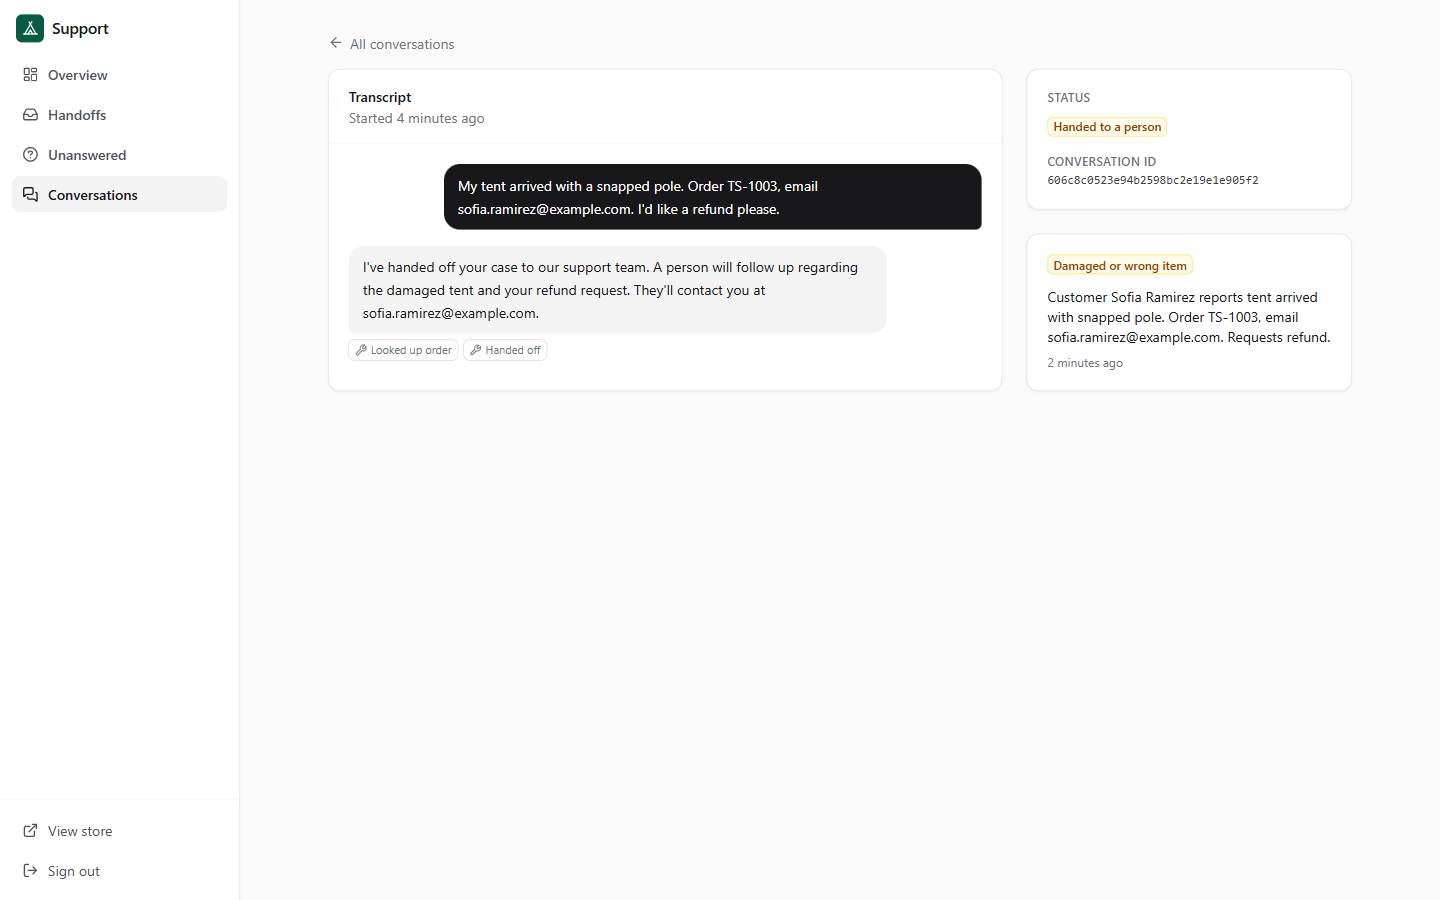 Support
Overview
Handoffs
Unanswered
Conversations
View store
Sign out
All conversations
Transcript
Started 4 minutes ago
My tent arrived with a snapped pole. Order TS-1003, email
sofia.ramirez@example.com. I'd like a refund please.
I've handed off your case to our support team. A person will follow up regarding
the damaged tent and your refund request. They'll contact you at
sofia.ramirez@example.com.
Looked up order
Handed off
STATUS
Handed to a person
CONVERSATION ID
606c8c0523e94b2598bc2e19e1e905f2
Damaged or wrong item
Customer Sofia Ramirez reports tent arrived
with snapped pole. Order TS-1003, email
sofia.ramirez@example.com. Requests refund.
2 minutes ago